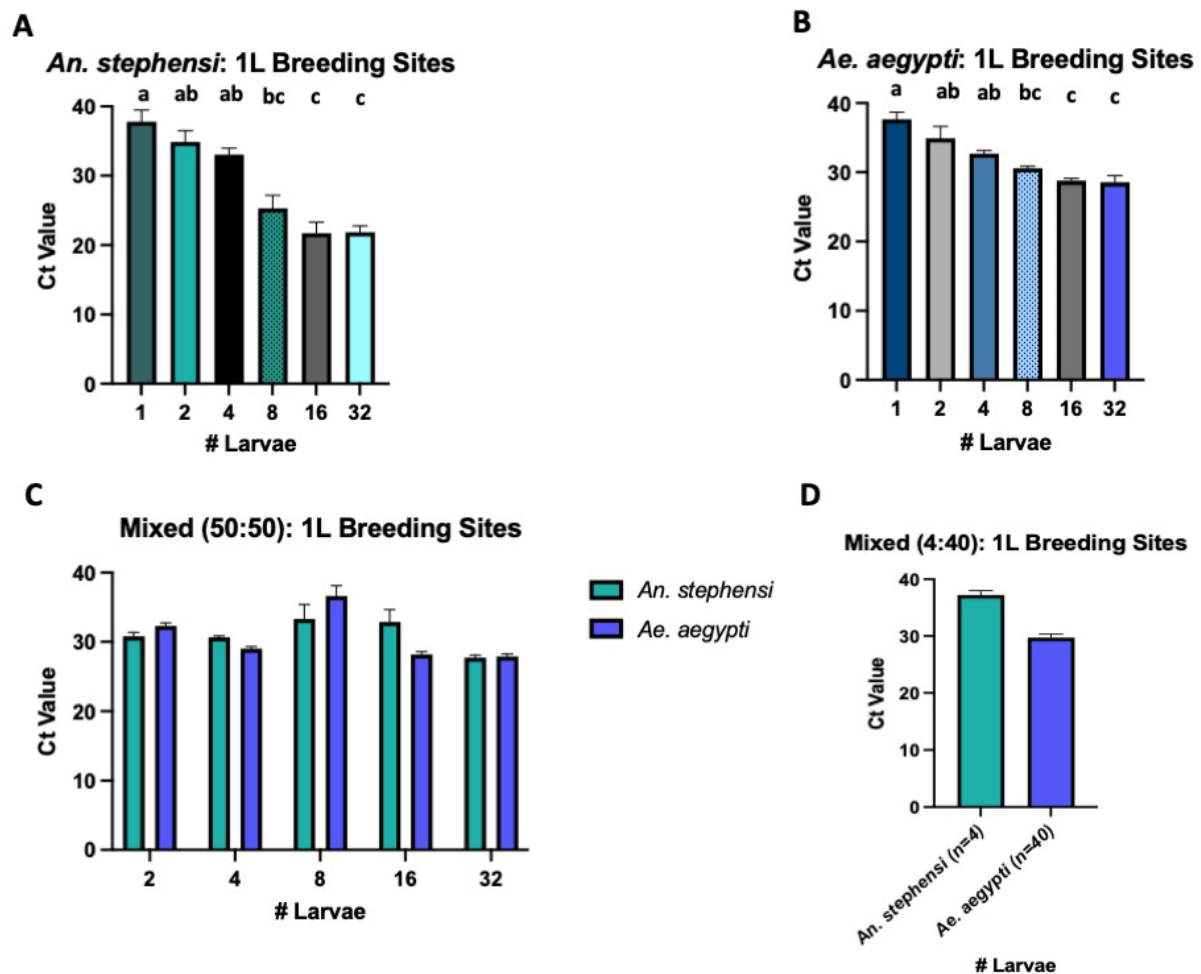 A
An. stephensi: 1L Breeding Sites
a ab ab bc c c
40
30
20
10
0
Ct Value
1 2 4 8 16 32
# Larvae
B
Ae. aegypti: 1L Breeding Sites
a ab ab bc c c
40
30
20
10
0
Ct Value
1 2 4 8 16 32
# Larvae
C
Mixed (50:50): 1L Breeding Sites
40
30
20
10
0
Ct Value
2 4 8 16 32
# Larvae
An. stephensi
Ae. aegypti
D
Mixed (4:40): 1L Breeding Sites
40
30
20
10
0
Ct Value
An. stephensi (n=4)
Ae. aegypti (n=40)
# Larvae